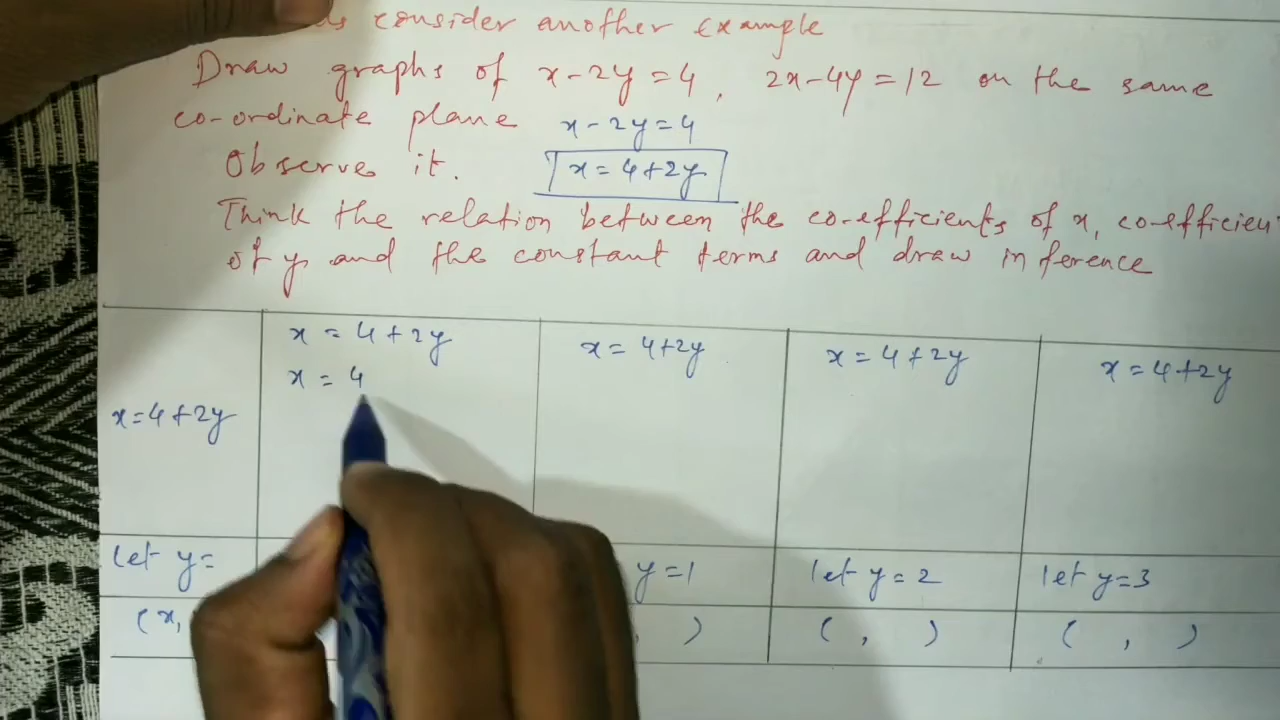 us consider another example
Draw graphs of x-2y=4, 2x-4y=12 on the same
co-ordinate plane x-2y=4
Observe it. x=4+2y
Think the relation between the co-efficients of x, co-efficien
of y and the constant terms and draw inference
x = 4+2y
x=4+2y
x=4+2y
x=4+2y
x = 4
x=4+2y
let y=
y=1
let y=2
let y=3
(x,
, )
( , )
( , )